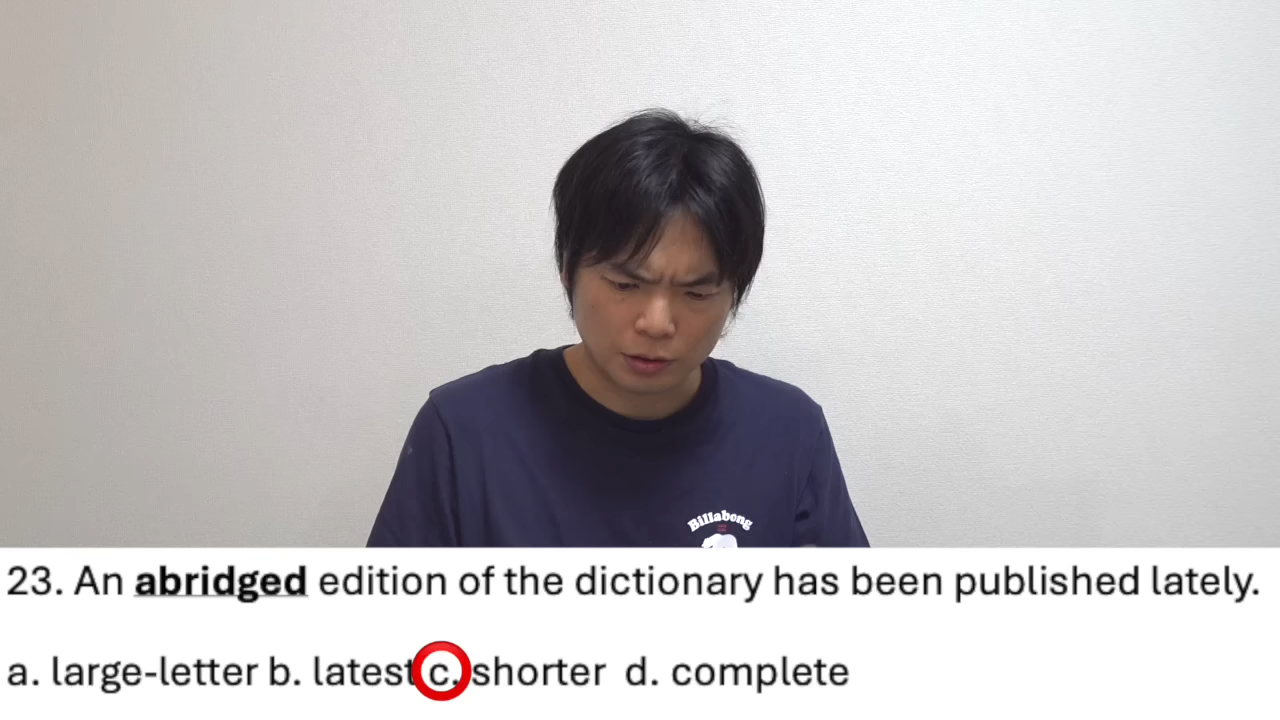 Billabong
23. An abridged edition of the dictionary has been published lately.
a. large-letter b. latest c. shorter d. complete